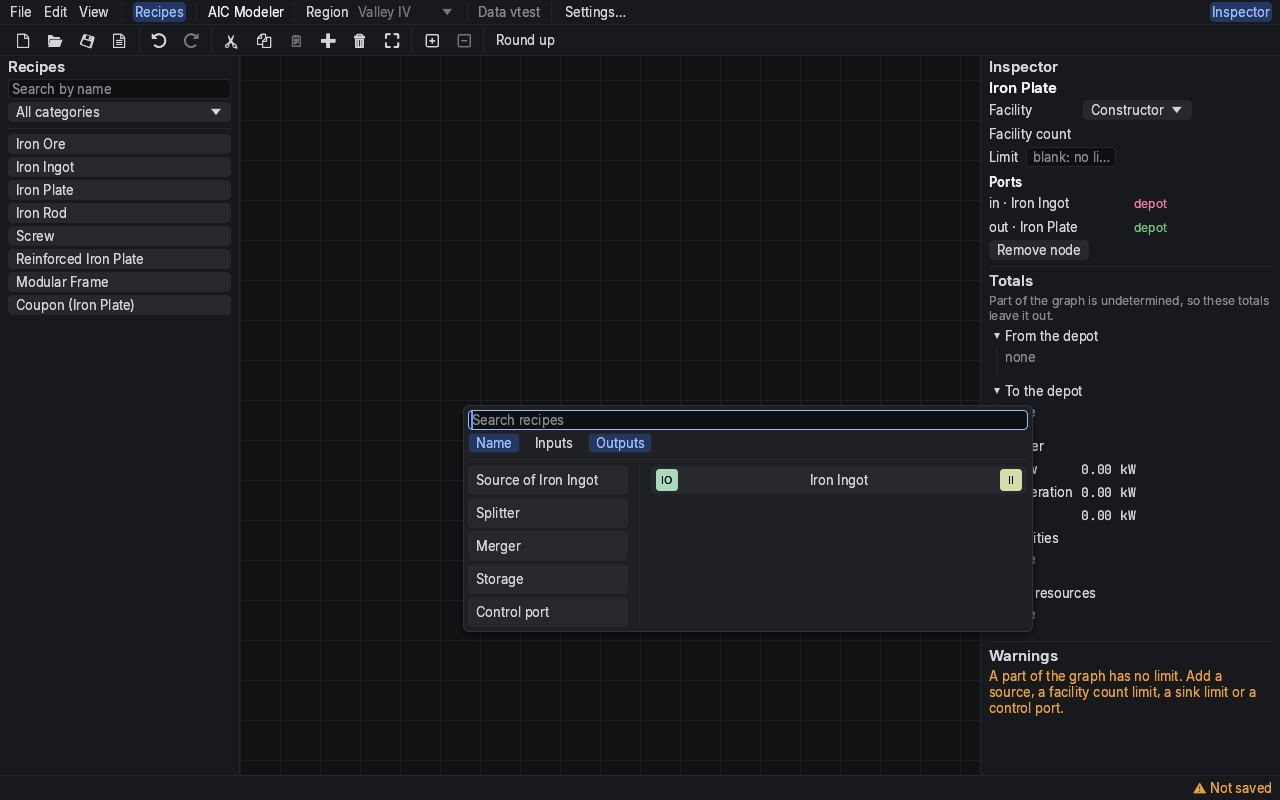 File Edit View Recipes AIC Modeler Region Valley IV Data vtest Settings... Inspector
Round up
Recipes
Search by name
All categories
Iron Ore
Iron Ingot
Iron Plate
Iron Rod
Screw
Reinforced Iron Plate
Modular Frame
Coupon (Iron Plate)
Search recipes
Name Inputs Outputs
Source of Iron Ingot
Splitter
Merger
Storage
Control port
IO Iron Ingot II
Inspector
Iron Plate
Facility Constructor
Facility count
Limit blank: no li...
Ports
in · Iron Ingot depot
out · Iron Plate depot
Remove node
Totals
Part of the graph is undetermined, so these totals
leave it out.
From the depot
none
To the depot
0.00 kW
0.00 kW
0.00 kW
resources
Warnings
A part of the graph has no limit. Add a
source, a facility count limit, a sink limit or a
control port.
Not saved